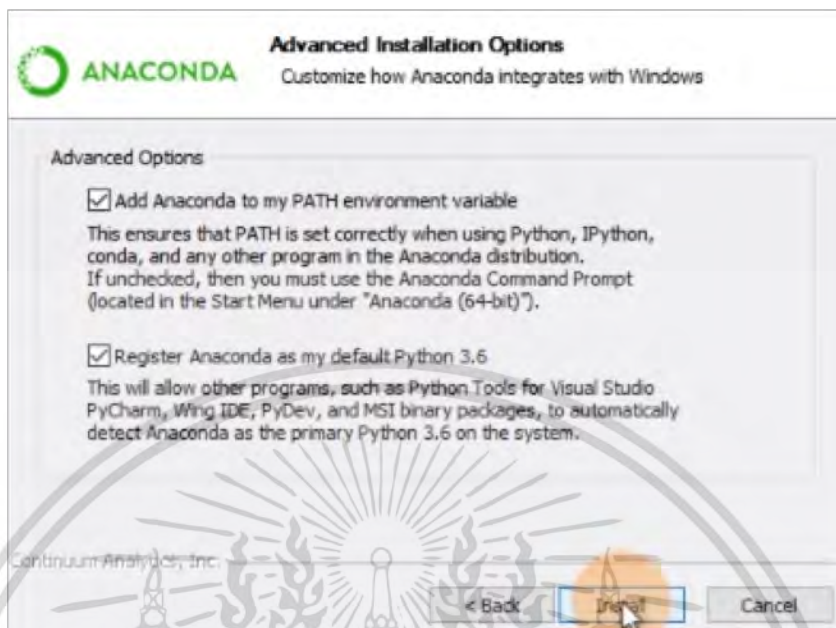 ANACONDA
Advanced Installation Options
Customize how Anaconda integrates with Windows
Advanced Options
Add Anaconda to my PATH environment variable
This ensures that PATH is set correctly when using Python, IPython,
conda, and any other program in the Anaconda distribution.
If unchecked, then you must use the Anaconda Command Prompt
(located in the Start Menu under "Anaconda (64-bit)").
Register Anaconda as my default Python 3.6
This will allow other programs, such as Python Tools for Visual Studio
PyCharm, Wing IDE, PyDev, and MSI binary packages, to automatically
detect Anaconda as the primary Python 3.6 on the system.
Continuum Analytics, Inc.
< Back
Install
Cancel